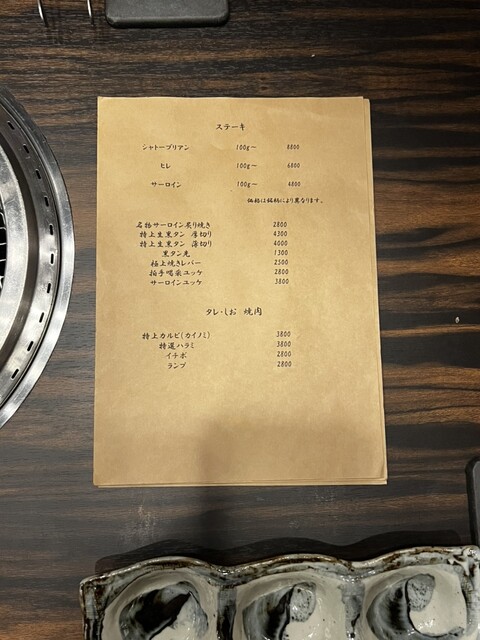 ステーキ
シャトーブリアン 100g～ 8800
ヒレ 100g～ 6800
サーロイン 100g～ 4800
価格は銘柄により異なります。
名物サーロイン炙り焼き 2800
特上生黒タン 厚切り 4300
特上生黒タン 薄切り 4000
黒タン先 1300
極上焼きレバー 2500
拍手喝采ユッケ 2800
サーロインユッケ 3800
タレ・しお 焼肉
特上カルビ(カイノミ) 3800
特選ハラミ 3800
イチボ 2800
ランプ 2800